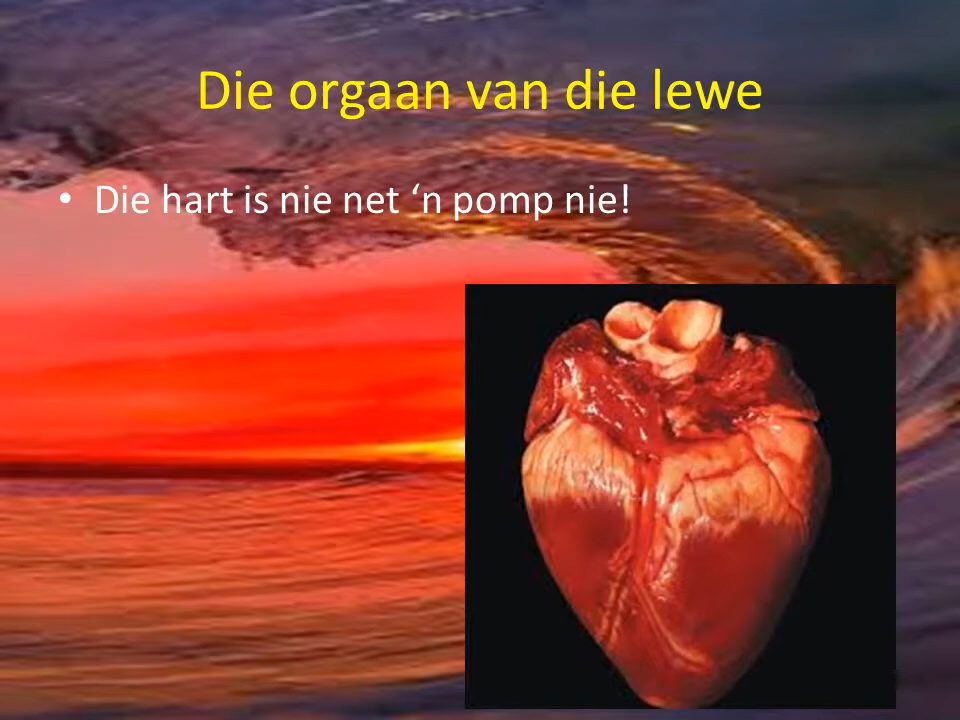 Die orgaan van die lewe
• Die hart is nie net ‘n pomp nie!